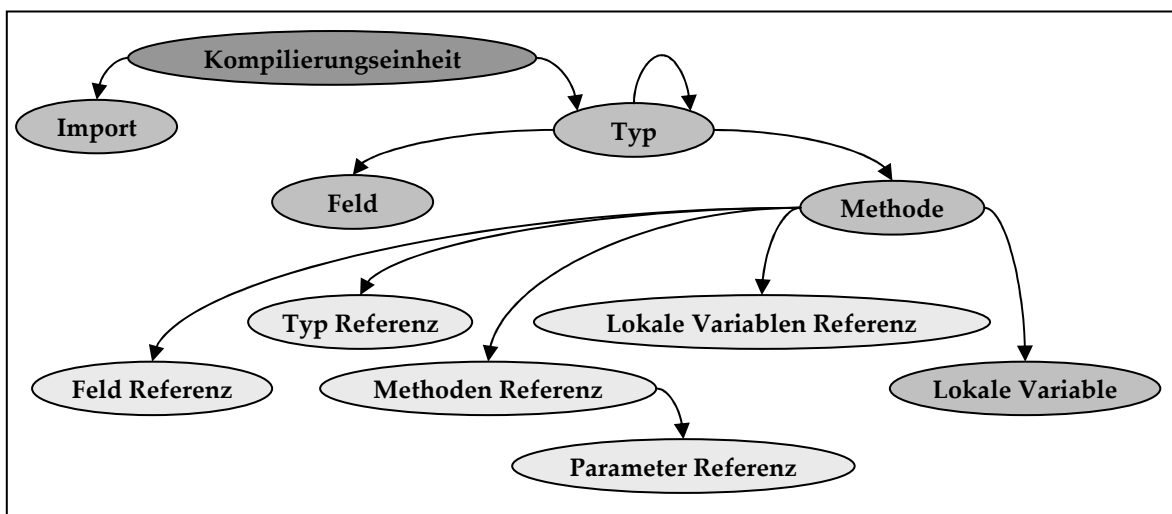 Kompilierungseinheit
Import
Typ
Feld
Methode
Typ Referenz
Lokale Variablen Referenz
Feld Referenz
Methoden Referenz
Lokale Variable
Parameter Referenz